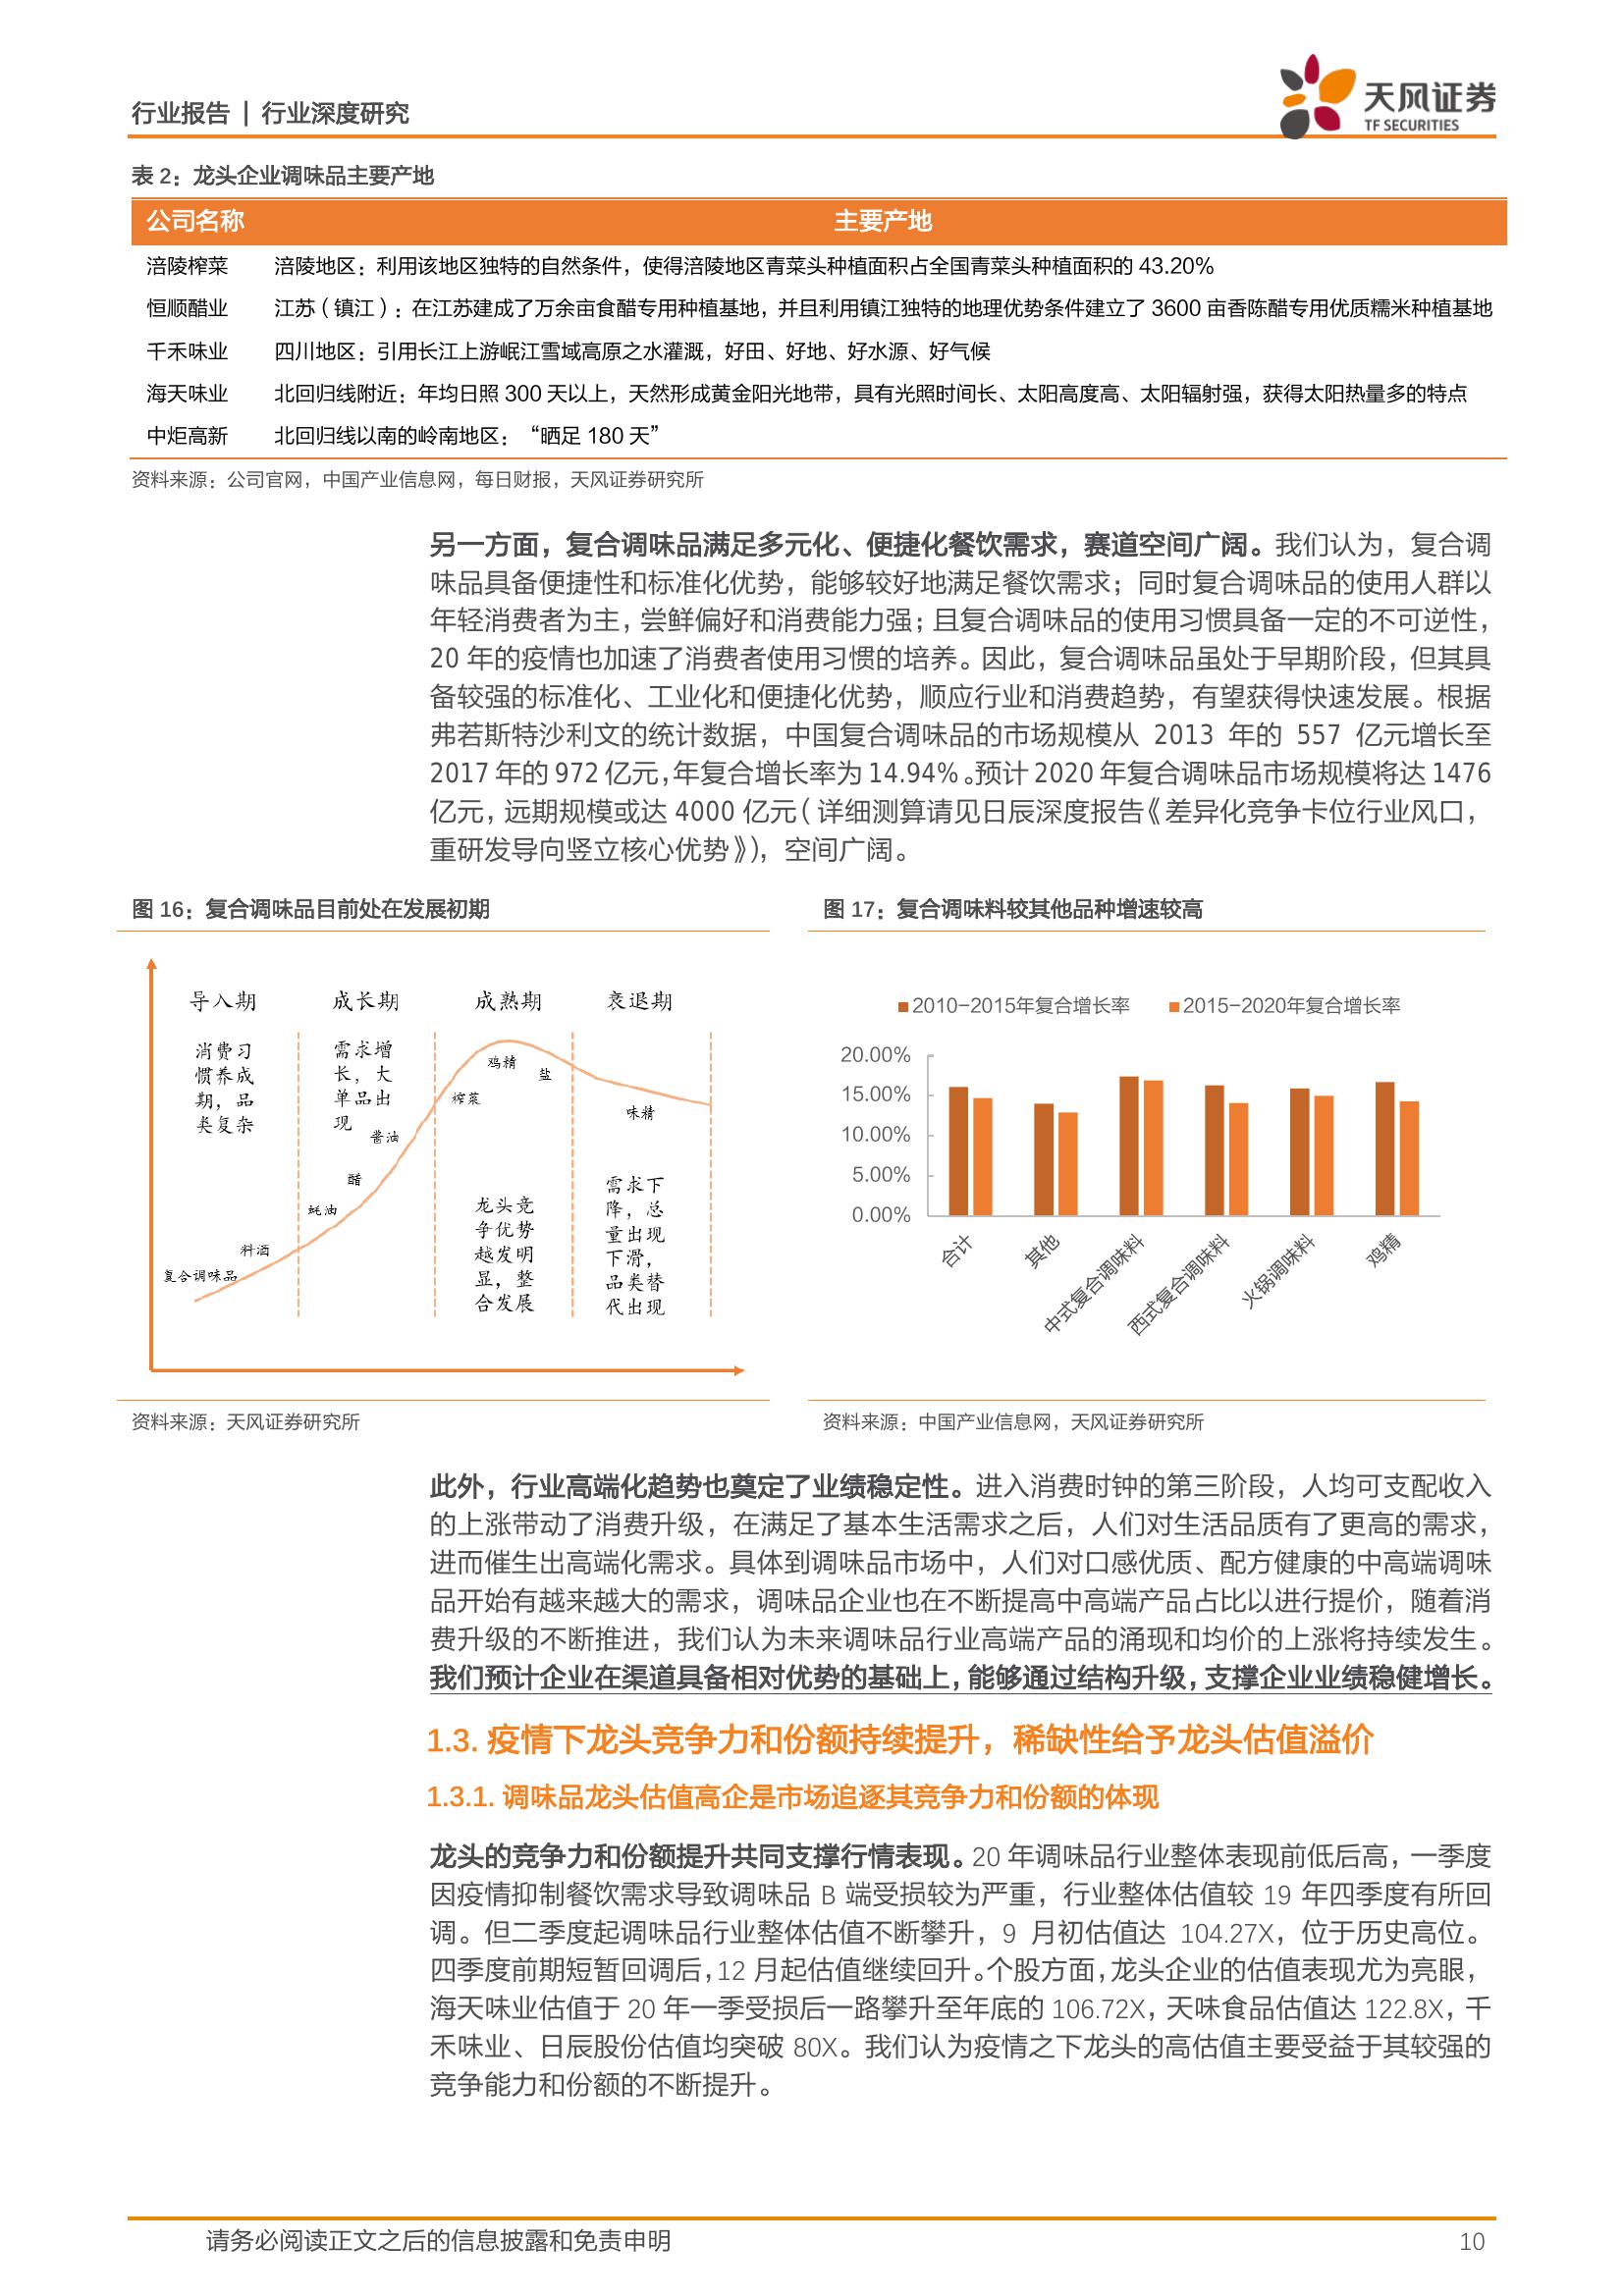 行业报告 | 行业深度研究
天风证券
TF SECURITIES
表 2：龙头企业调味品主要产地
公司名称 主要产地
涪陵榨菜 涪陵地区：利用该地区独特的自然条件，使得涪陵地区青菜头种植面积占全国青菜头种植面积的 43.20%
恒顺醋业 江苏（镇江）：在江苏建成了万余亩食醋专用种植基地，并且利用镇江独特的地理优势条件建立了 3600 亩香陈醋专用优质糯米种植基地
千禾味业 四川地区：引用长江上游岷江雪域高原之水灌溉，好田、好地、好水源、好气候
海天味业 北回归线附近：年均日照 300 天以上，天然形成黄金阳光地带，具有光照时间长、太阳高度高、太阳辐射强，获得太阳热量多的特点
中炬高新 北回归线以南的岭南地区：“晒足 180 天”
资料来源：公司官网，中国产业信息网，每日财报，天风证券研究所
另一方面，复合调味品满足多元化、便捷化餐饮需求，赛道空间广阔。我们认为，复合调
味品具备便捷性和标准化优势，能够较好地满足餐饮需求；同时复合调味品的使用人群以
年轻消费者为主，尝鲜偏好和消费能力强；且复合调味品的使用习惯具备一定的不可逆性，
20 年的疫情也加速了消费者使用习惯的培养。因此，复合调味品虽处于早期阶段，但其具
备较强的标准化、工业化和便捷化优势，顺应行业和消费趋势，有望获得快速发展。根据
弗若斯特沙利文的统计数据，中国复合调味品的市场规模从 2013 年的 557 亿元增长至
2017 年的 972 亿元，年复合增长率为 14.94%。预计 2020 年复合调味品市场规模将达 1476
亿元，远期规模或达 4000 亿元（详细测算请见日辰深度报告《差异化竞争卡位行业风口，
重研发导向竖立核心优势》），空间广阔。
图 16：复合调味品目前处在发展初期
导入期 成长期 成熟期 衰退期
消费习
惯养成
期，品
类复杂
需求增
长，大
单品出
现
酱油
醋
蚝油
料酒
复合调味品
鸡精
盐
榨菜
味精
龙头竞
争优势
越发明
显，整
合发展
需求下
降，总
量出现
下滑，
品类替
代出现
资料来源：天风证券研究所
图 17：复合调味料较其他品种增速较高
2010-2015年复合增长率 2015-2020年复合增长率
20.00%
15.00%
10.00%
5.00%
0.00%
合计
其他
中式复合调味料
西式复合调味料
火锅调味料
鸡精
资料来源：中国产业信息网，天风证券研究所
此外，行业高端化趋势也奠定了业绩稳定性。进入消费时钟的第三阶段，人均可支配收入
的上涨带动了消费升级，在满足了基本生活需求之后，人们对生活品质有了更高的需求，
进而催生出高端化需求。具体到调味品市场中，人们对口感优质、配方健康的中高端调味
品开始有越来越大的需求，调味品企业也在不断提高中高端产品占比以进行提价，随着消
费升级的不断推进，我们认为未来调味品行业高端产品的涌现和均价的上涨将持续发生。
我们预计企业在渠道具备相对优势的基础上，能够通过结构升级，支撑企业业绩稳健增长。
1.3. 疫情下龙头竞争力和份额持续提升，稀缺性给予龙头估值溢价
1.3.1. 调味品龙头估值高企是市场追逐其竞争力和份额的体现
龙头的竞争力和份额提升共同支撑行情表现。20 年调味品行业整体表现前低后高，一季度
因疫情抑制餐饮需求导致调味品 B 端受损较为严重，行业整体估值较 19 年四季度有所回
调。但二季度起调味品行业整体估值不断攀升，9 月初估值达 104.27X，位于历史高位。
四季度前期短暂回调后，12 月起估值继续回升。个股方面，龙头企业的估值表现尤为亮眼，
海天味业估值于 20 年一季受损后一路攀升至年底的 106.72X，天味食品估值达 122.8X，千
禾味业、日辰股份估值均突破 80X。我们认为疫情之下龙头的高估值主要受益于其较强的
竞争能力和份额的不断提升。
请务必阅读正文之后的信息披露和免责申明 10